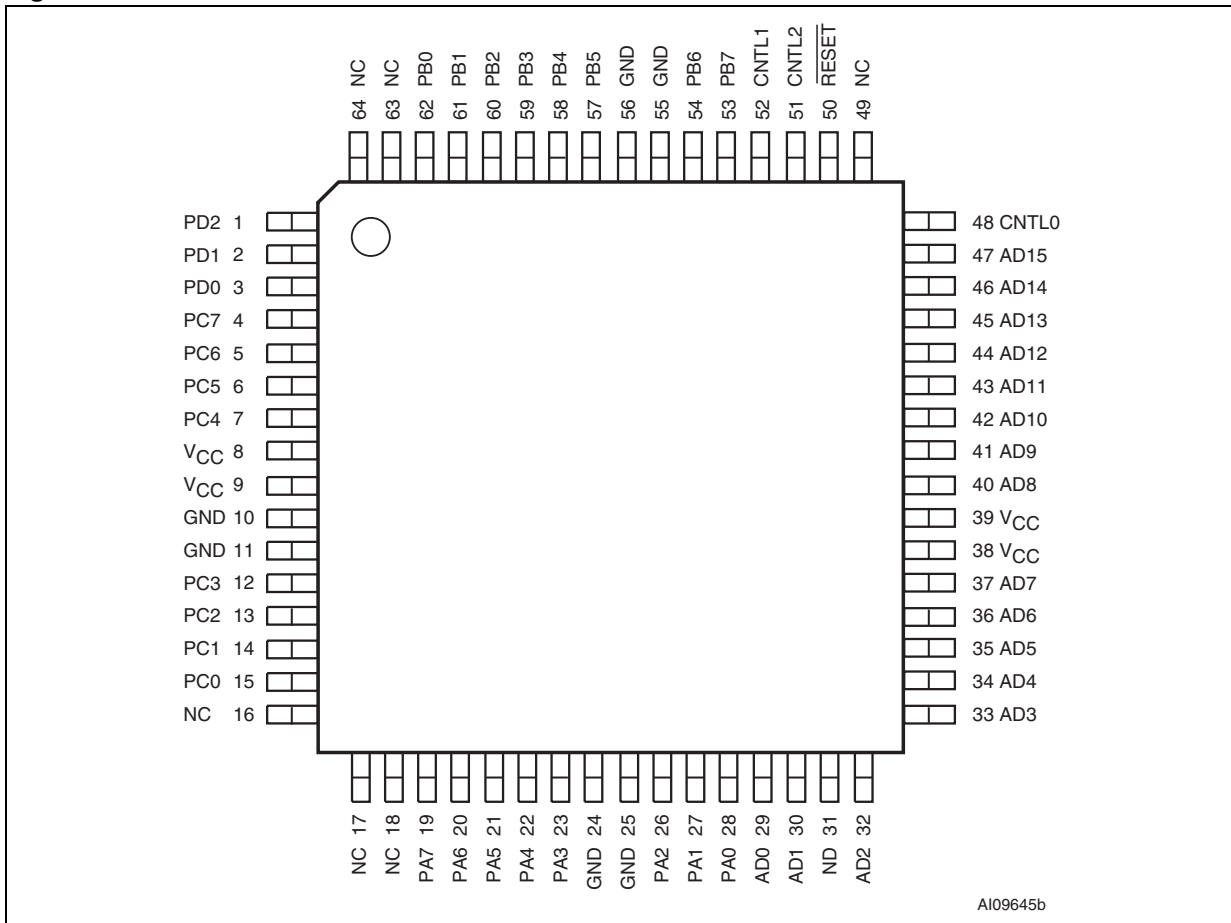 64 NC
63 NC
62 PB0
61 PB1
60 PB2
59 PB3
58 PB4
57 PB5
56 GND
55 GND
54 PB6
53 PB7
52 CNTL1
51 CNTL2
50 RESET
49 NC
PD2 1
PD1 2
PD0 3
PC7 4
PC6 5
PC5 6
PC4 7
VCC 8
VCC 9
GND 10
GND 11
PC3 12
PC2 13
PC1 14
PC0 15
NC 16
48 CNTL0
47 AD15
46 AD14
45 AD13
44 AD12
43 AD11
42 AD10
41 AD9
40 AD8
39 VCC
38 VCC
37 AD7
36 AD6
35 AD5
34 AD4
33 AD3
NC 17
NC 18
PA7 19
PA6 20
PA5 21
PA4 22
PA3 23
GND 24
GND 25
PA2 26
PA1 27
PA0 28
AD0 29
AD1 30
ND 31
AD2 32
AI09645b